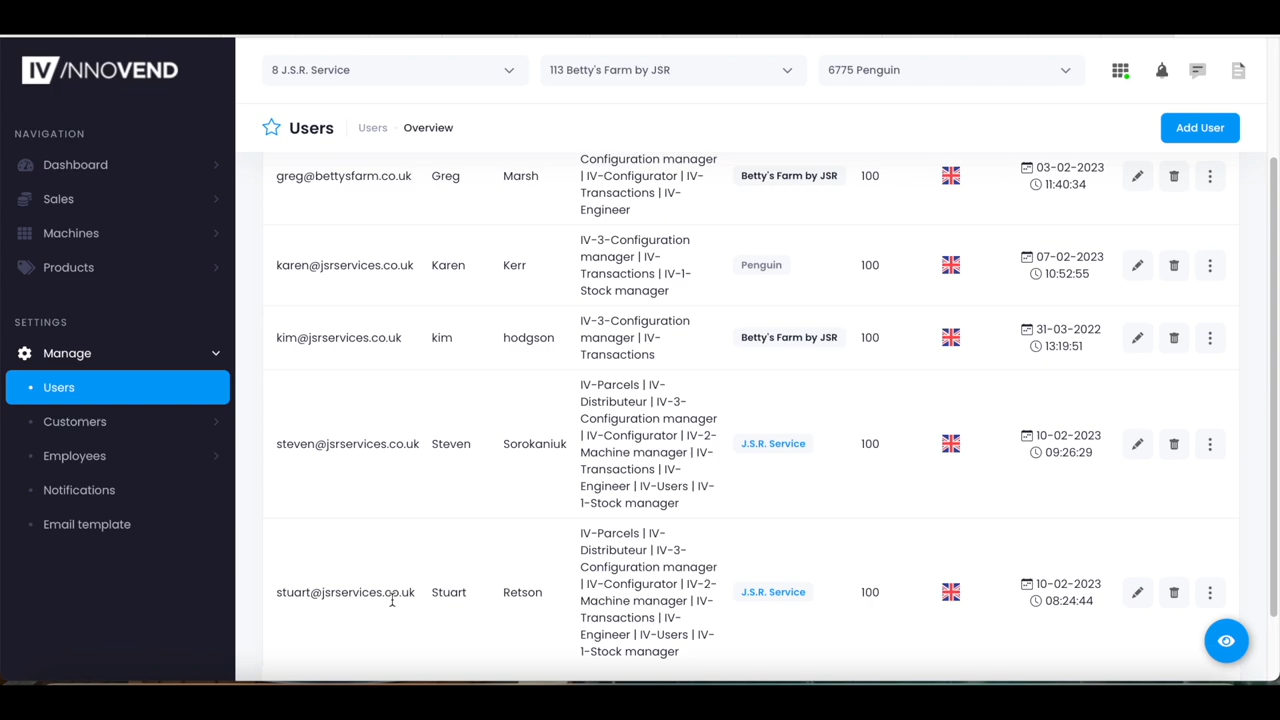 IV/NNOVEND
8 J.S.R. Service
113 Betty's Farm by JSR
6775 Penguin
Users
Users
Overview
Add User
NAVIGATION
Dashboard
Sales
Machines
Products
SETTINGS
Manage
Users
Customers
Employees
Notifications
Email template
greg@bettysfarm.co.uk
Greg
Marsh
Configuration manager
| IV-Configurator | IV-
Transactions | IV-
Engineer
Betty's Farm by JSR
100
03-02-2023
11:40:34
karen@jsrservices.co.uk
Karen
Kerr
IV-3-Configuration
manager | IV-
Transactions | IV-1-
Stock manager
Penguin
100
07-02-2023
10:52:55
kim@jsrservices.co.uk
kim
hodgson
IV-3-Configuration
manager | IV-
Transactions
Betty's Farm by JSR
100
31-03-2022
13:19:51
steven@jsrservices.co.uk
Steven
Sorokaniuk
IV-Parcels | IV-
Distributeur | IV-3-
Configuration manager
| IV-Configurator | IV-2-
Machine manager | IV-
Transactions | IV-
Engineer | IV-Users | IV-
1-Stock manager
J.S.R. Service
100
10-02-2023
09:26:29
stuart@jsrservices.co.uk
Stuart
Retson
IV-Parcels | IV-
Distributeur | IV-3-
Configuration manager
| IV-Configurator | IV-2-
Machine manager | IV-
Transactions | IV-
Engineer | IV-Users | IV-
1-Stock manager
J.S.R. Service
100
10-02-2023
08:24:44